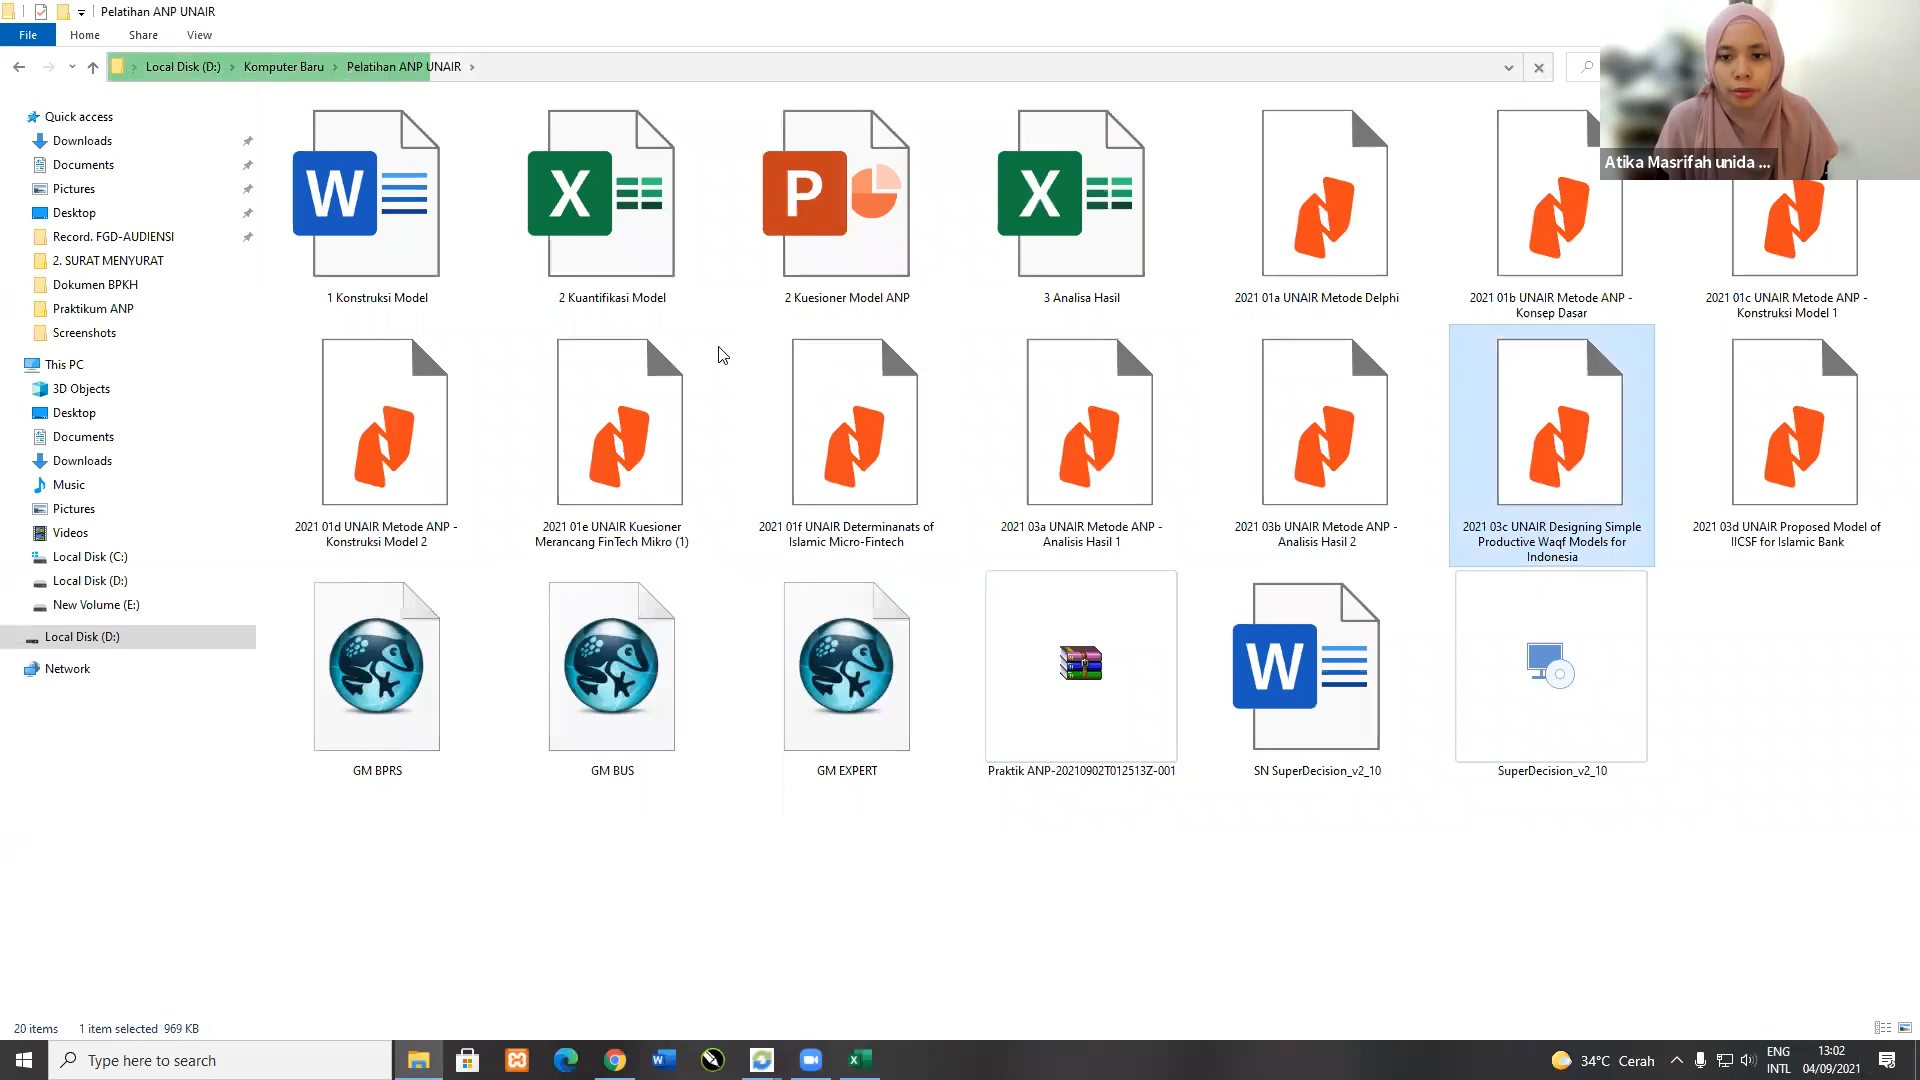 Pelatihan ANP UNAIR
File Home Share View
Local Disk (D:) Komputer Baru Pelatihan ANP UNAIR
Atika Masrifah unida ...
Quick access
Downloads
Documents
Pictures
Desktop
Record. FGD-AUDIENSI
2. SURAT MENYURAT
Dokumen BPKH
Praktikum ANP
Screenshots
This PC
3D Objects
Desktop
Documents
Downloads
Music
Pictures
Videos
Local Disk (C:)
Local Disk (D:)
New Volume (E:)
Local Disk (D:)
Network
W
1 Konstruksi Model
X
2 Kuantifikasi Model
P
2 Kuesioner Model ANP
X
3 Analisa Hasil
2021 01a UNAIR Metode Delphi
2021 01b UNAIR Metode ANP -
Konsep Dasar
2021 01c UNAIR Metode ANP -
Konstruksi Model 1
2021 01d UNAIR Metode ANP -
Konstruksi Model 2
2021 01e UNAIR Kuesioner
Merancang FinTech Mikro (1)
2021 01f UNAIR Determinanats of
Islamic Micro-Fintech
2021 03a UNAIR Metode ANP -
Analisis Hasil 1
2021 03b UNAIR Metode ANP -
Analisis Hasil 2
2021 03c UNAIR Designing Simple
Productive Waqf Models for
Indonesia
2021 03d UNAIR Proposed Model of
IICSF for Islamic Bank
GM BPRS
GM BUS
GM EXPERT
Praktik ANP-20210902T012513Z-001
W
SN SuperDecision_v2_10
SuperDecision_v2_10
20 items 1 item selected 969 KB
Type here to search
34°C Cerah
ENG
INTL
13:02
04/09/2021